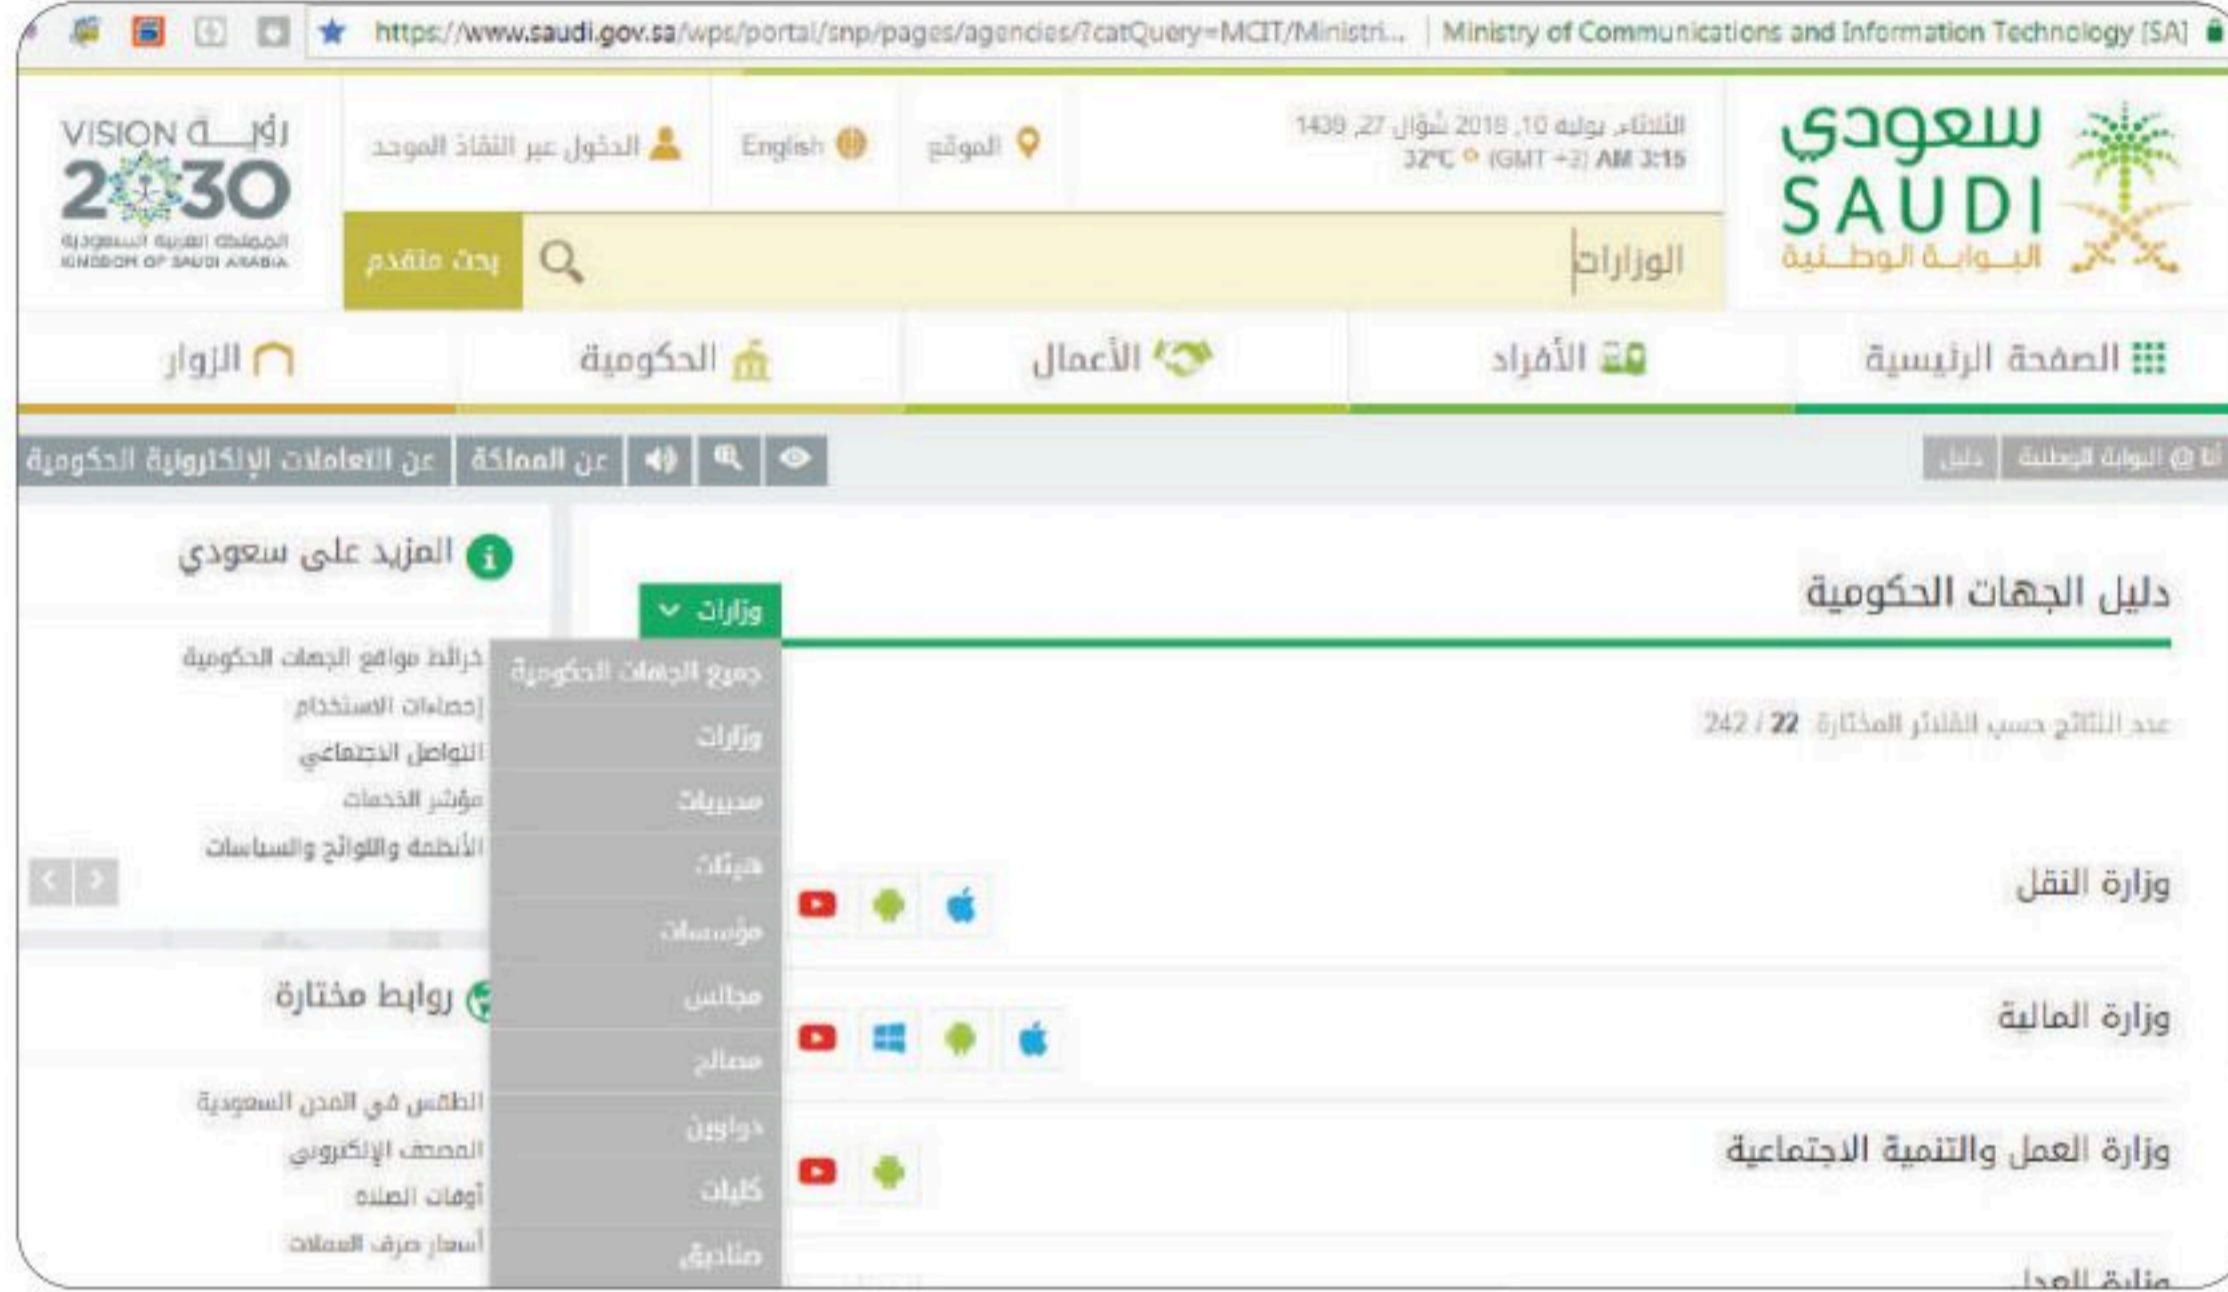 https://www.saudi.gov.sa/wps/portal/snp/pages/agencies/?catQuery=MCIT/Ministri... | Ministry of Communications and Information Technology [SA]
سعودي
SAUDI
البوابة الوطنية
الثلاثاء, يوليه 10, 2018 شوّال 27, 1439
32°C (GMT +3) AM 3:15
الموقع
English
الدخول عبر النفاذ الموحد
VISION رؤيـــة
2030
المملكة العربية السعودية
KINGDOM OF SAUDI ARABIA
الوزارات
بحث متقدم
الصفحة الرئيسية
الأفراد
الأعمال
الحكومية
الزوار
أنا @ البوابة الوطنية
دليل
عن المملكة
عن التعاملات الإلكترونية الحكومية
دليل الجهات الحكومية
وزارات
جميع الجهات الحكومية
وزارات
مديريات
هيئات
مؤسسات
مجالس
مصالح
دواوين
كليات
صناديق
عدد النتائج حسب الفلاتر المختارة: 22 / 242
وزارة النقل
وزارة المالية
وزارة العمل والتنمية الاجتماعية
وزارة العدل
المزيد على سعودي
خرائط مواقع الجهات الحكومية
إحصاءات الاستخدام
التواصل الاجتماعي
مؤشر الخدمات
الأنظمة واللوائح والسياسات
روابط مختارة
الطقس في المدن السعودية
المصحف الإلكتروني
أوقات الصلاة
أسعار صرف العملات